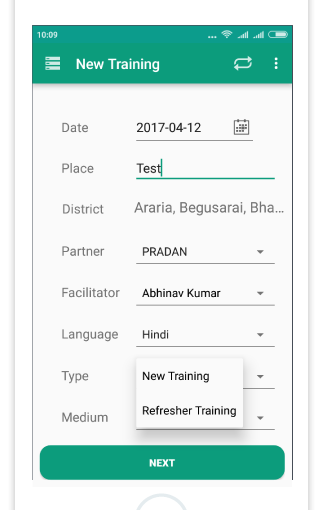 10:09
...
New Training
Date 2017-04-12
Place Test
District Araria, Begusarai, Bha...
Partner PRADAN
Facilitator Abhinav Kumar
Language Hindi
Type New Training
Refresher Training
Medium
NEXT